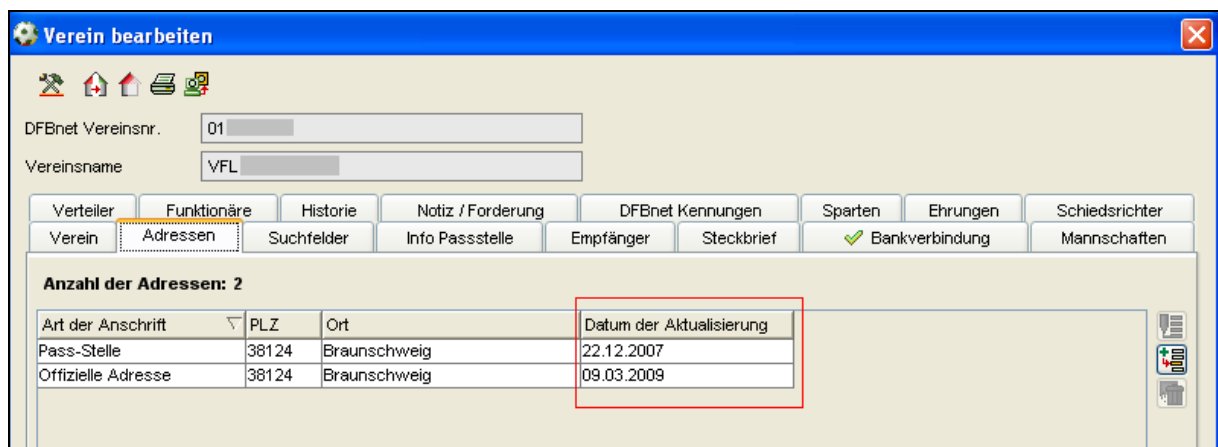 Verein bearbeiten
DFBnet Vereinsnr. 01
Vereinsname VFL
Verteiler Funktionäre Historie Notiz / Forderung DFBnet Kennungen Sparten Ehrungen Schiedsrichter
Verein Adressen Suchfelder Info Passstelle Empfänger Steckbrief Bankverbindung Mannschaften
Anzahl der Adressen: 2
Art der Anschrift PLZ Ort Datum der Aktualisierung
Pass-Stelle 38124 Braunschweig 22.12.2007
Offizielle Adresse 38124 Braunschweig 09.03.2009